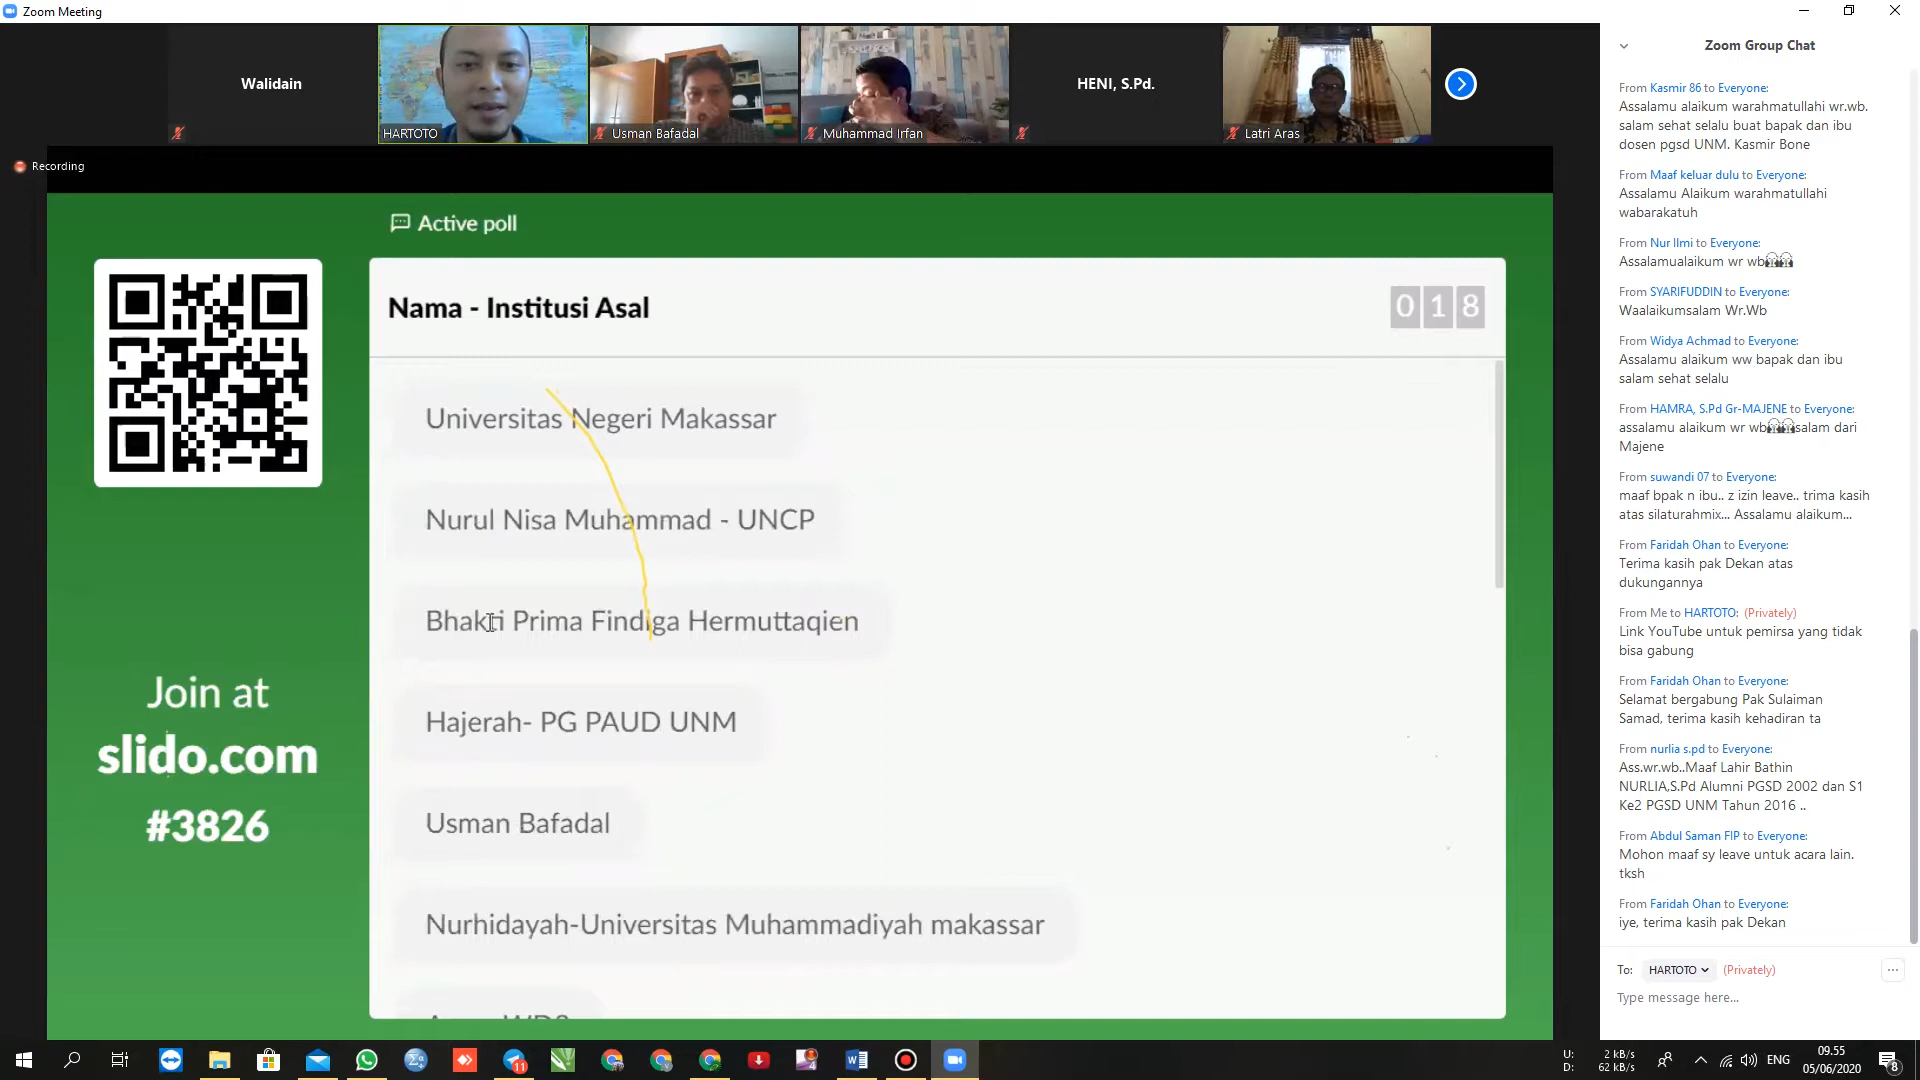 Zoom Meeting
Walidain
HARTOTO
Usman Bafadal
Muhammad Irfan
HENI, S.Pd.
Latri Aras
Recording
Active poll
Nama - Institusi Asal
018
Universitas Negeri Makassar
Nurul Nisa Muhammad - UNCP
Bhakti Prima Findiga Hermuttaqien
Hajerah- PG PAUD UNM
Usman Bafadal
Nurhidayah-Universitas Muhammadiyah makassar
Join at
slido.com
#3826
Zoom Group Chat
From Kasmir 86 to Everyone:
Assalamu alaikum warahmatullahi wr.wb.
salam sehat selalu buat bapak dan ibu
dosen pgsd UNM. Kasmir Bone
From Maaf keluar dulu to Everyone:
Assalamu Alaikum warahmatullahi
wabarakatuh
From Nur Ilmi to Everyone:
Assalamualaikum wr wb
From SYARIFUDDIN to Everyone:
Waalaikumsalam Wr.Wb
From Widya Achmad to Everyone:
Assalamu alaikum ww bapak dan ibu
salam sehat selalu
From HAMRA, S.Pd Gr-MAJENE to Everyone:
assalamu alaikum wr wb salam dari
Majene
From suwandi 07 to Everyone:
maaf bpak n ibu.. z izin leave.. trima kasih
atas silaturahmix... Assalamu alaikum...
From Faridah Ohan to Everyone:
Terima kasih pak Dekan atas
dukungannya
From Me to HARTOTO: (Privately)
Link YouTube untuk pemirsa yang tidak
bisa gabung
From Faridah Ohan to Everyone:
Selamat bergabung Pak Sulaiman
Samad, terima kasih kehadiran ta
From nurlia s.pd to Everyone:
Ass.wr.wb..Maaf Lahir Bathin
NURLIA,S.Pd Alumni PGSD 2002 dan S1
Ke2 PGSD UNM Tahun 2016 ..
From Abdul Saman FIP to Everyone:
Mohon maaf sy leave untuk acara lain.
tksh
From Faridah Ohan to Everyone:
iye, terima kasih pak Dekan
To: HARTOTO (Privately)
Type message here...
11
4
U: 2 kB/s
D: 62 kB/s
ENG
09.55
05/06/2020
8